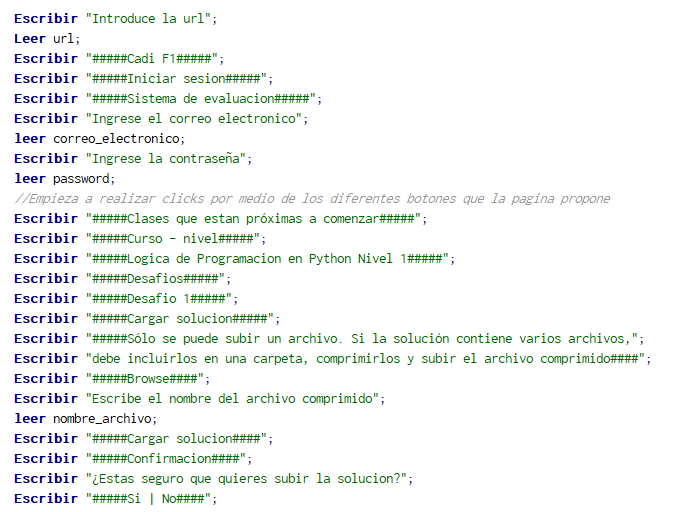 Escribir "Introduce la url";
Leer url;
Escribir "#####Cadi F1#####";
Escribir "#####Iniciar sesion#####";
Escribir "#####Sistema de evaluacion#####";
Escribir "Ingrese el correo electronico";
leer correo_electronico;
Escribir "Ingrese la contraseña";
leer password;
//Empieza a realizar clicks por medio de los diferentes botones que la pagina propone
Escribir "#####Clases que estan próximas a comenzar#####";
Escribir "#####Curso - nivel#####";
Escribir "#####Logica de Programacion en Python Nivel 1#####";
Escribir "#####Desafios#####";
Escribir "#####Desafio 1#####";
Escribir "#####Cargar solucion#####";
Escribir "#####Sólo se puede subir un archivo. Si la solución contiene varios archivos,";
Escribir "debe incluirlos en una carpeta, comprimirlos y subir el archivo comprimido####";
Escribir "#####Browse####";
Escribir "Escribe el nombre del archivo comprimido";
leer nombre_archivo;
Escribir "#####Cargar solucion####";
Escribir "#####Confirmacion####";
Escribir "¿Estas seguro que quieres subir la solucion?";
Escribir "#####Si | No####";